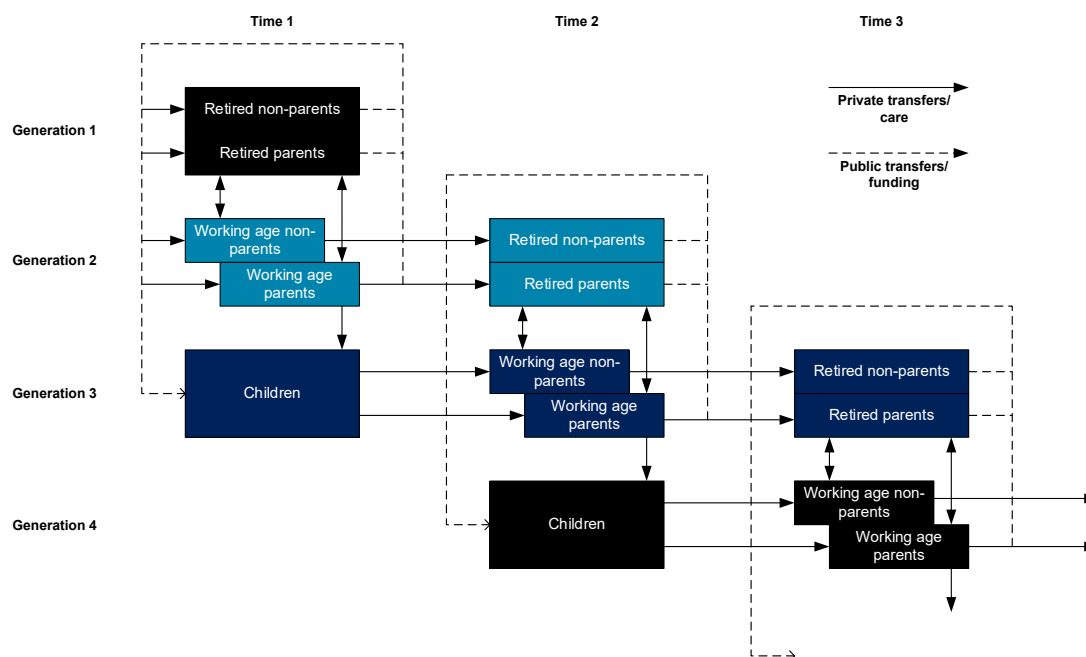 Time 1
Time 2
Time 3
Private transfers/
care
Public transfers/
funding
Generation 1
Retired non-parents
Retired parents
Generation 2
Working age non-
parents
Working age
parents
Retired non-parents
Retired parents
Generation 3
Children
Working age non-
parents
Working age
parents
Retired non-parents
Retired parents
Generation 4
Children
Working age non-
parents
Working age
parents